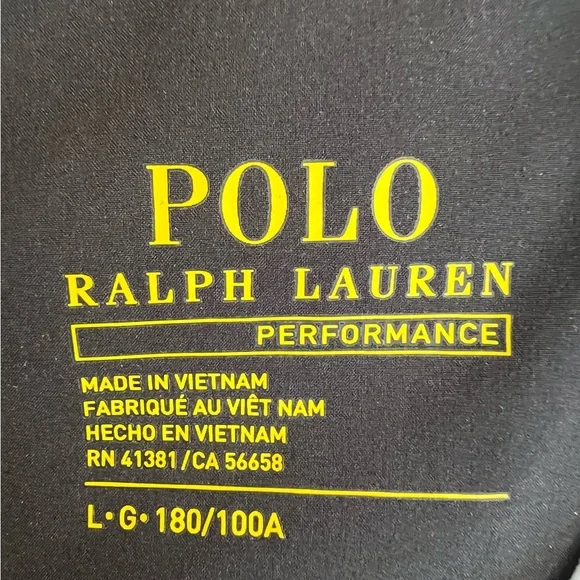 POLO
RALPH LAUREN
PERFORMANCE
MADE IN VIETNAM
FABRIQUÉ AU VIÊT NAM
HECHO EN VIETNAM
RN 41381/CA 56658
L•G•180/100A